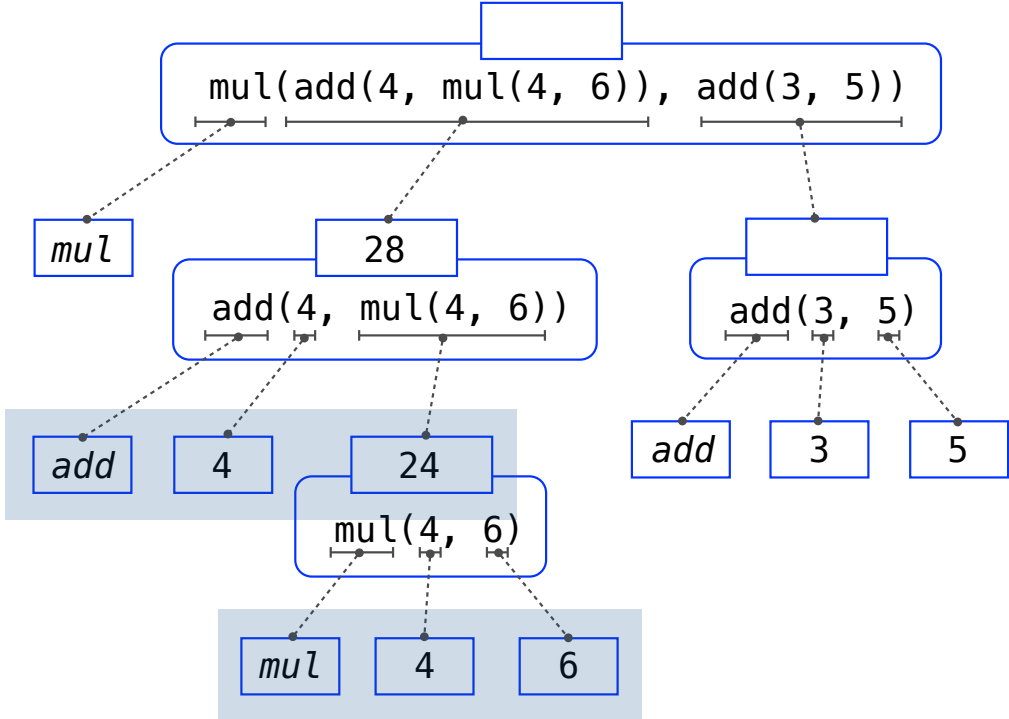 mul(add(4, mul(4, 6)), add(3, 5))
mul
28
add(4, mul(4, 6))
add(3, 5)
add
4
24
add
3
5
mul(4, 6)
mul
4
6